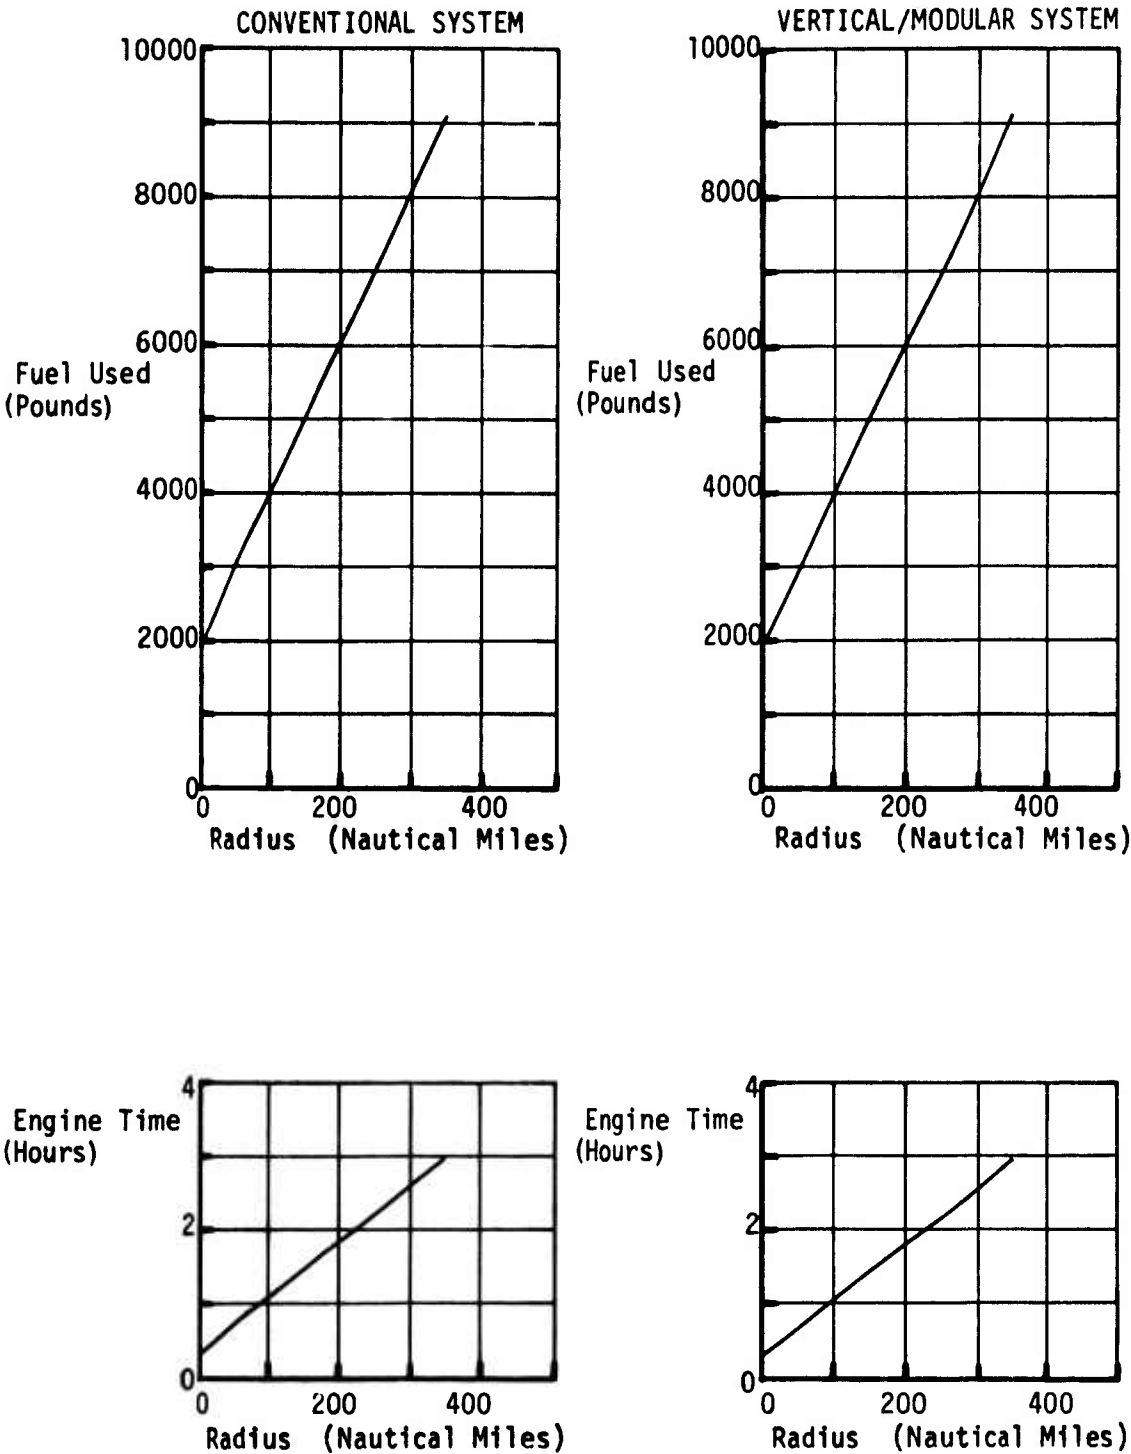 CONVENTIONAL SYSTEM
10000
8000
6000
Fuel Used
(Pounds)
4000
2000
0
0 200 400
Radius (Nautical Miles)
VERTICAL/MODULAR SYSTEM
10000
8000
6000
Fuel Used
(Pounds)
4000
2000
0
0 200 400
Radius (Nautical Miles)
4
Engine Time
(Hours)
2
0
0 200 400
Radius (Nautical Miles)
4
Engine Time
(Hours)
2
0
0 200 400
Radius (Nautical Miles)